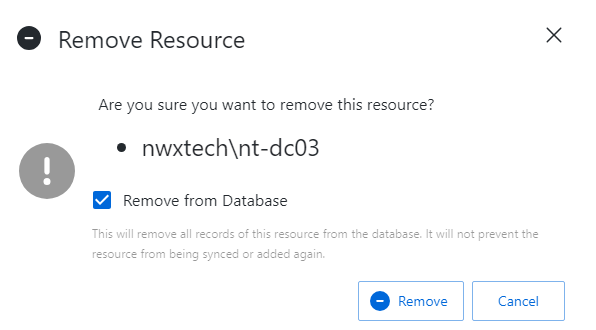 Remove Resource
Are you sure you want to remove this resource?
nwxtech\nt-dc03
Remove from Database
This will remove all records of this resource from the database. It will not prevent the
resource from being synced or added again.
Remove
Cancel